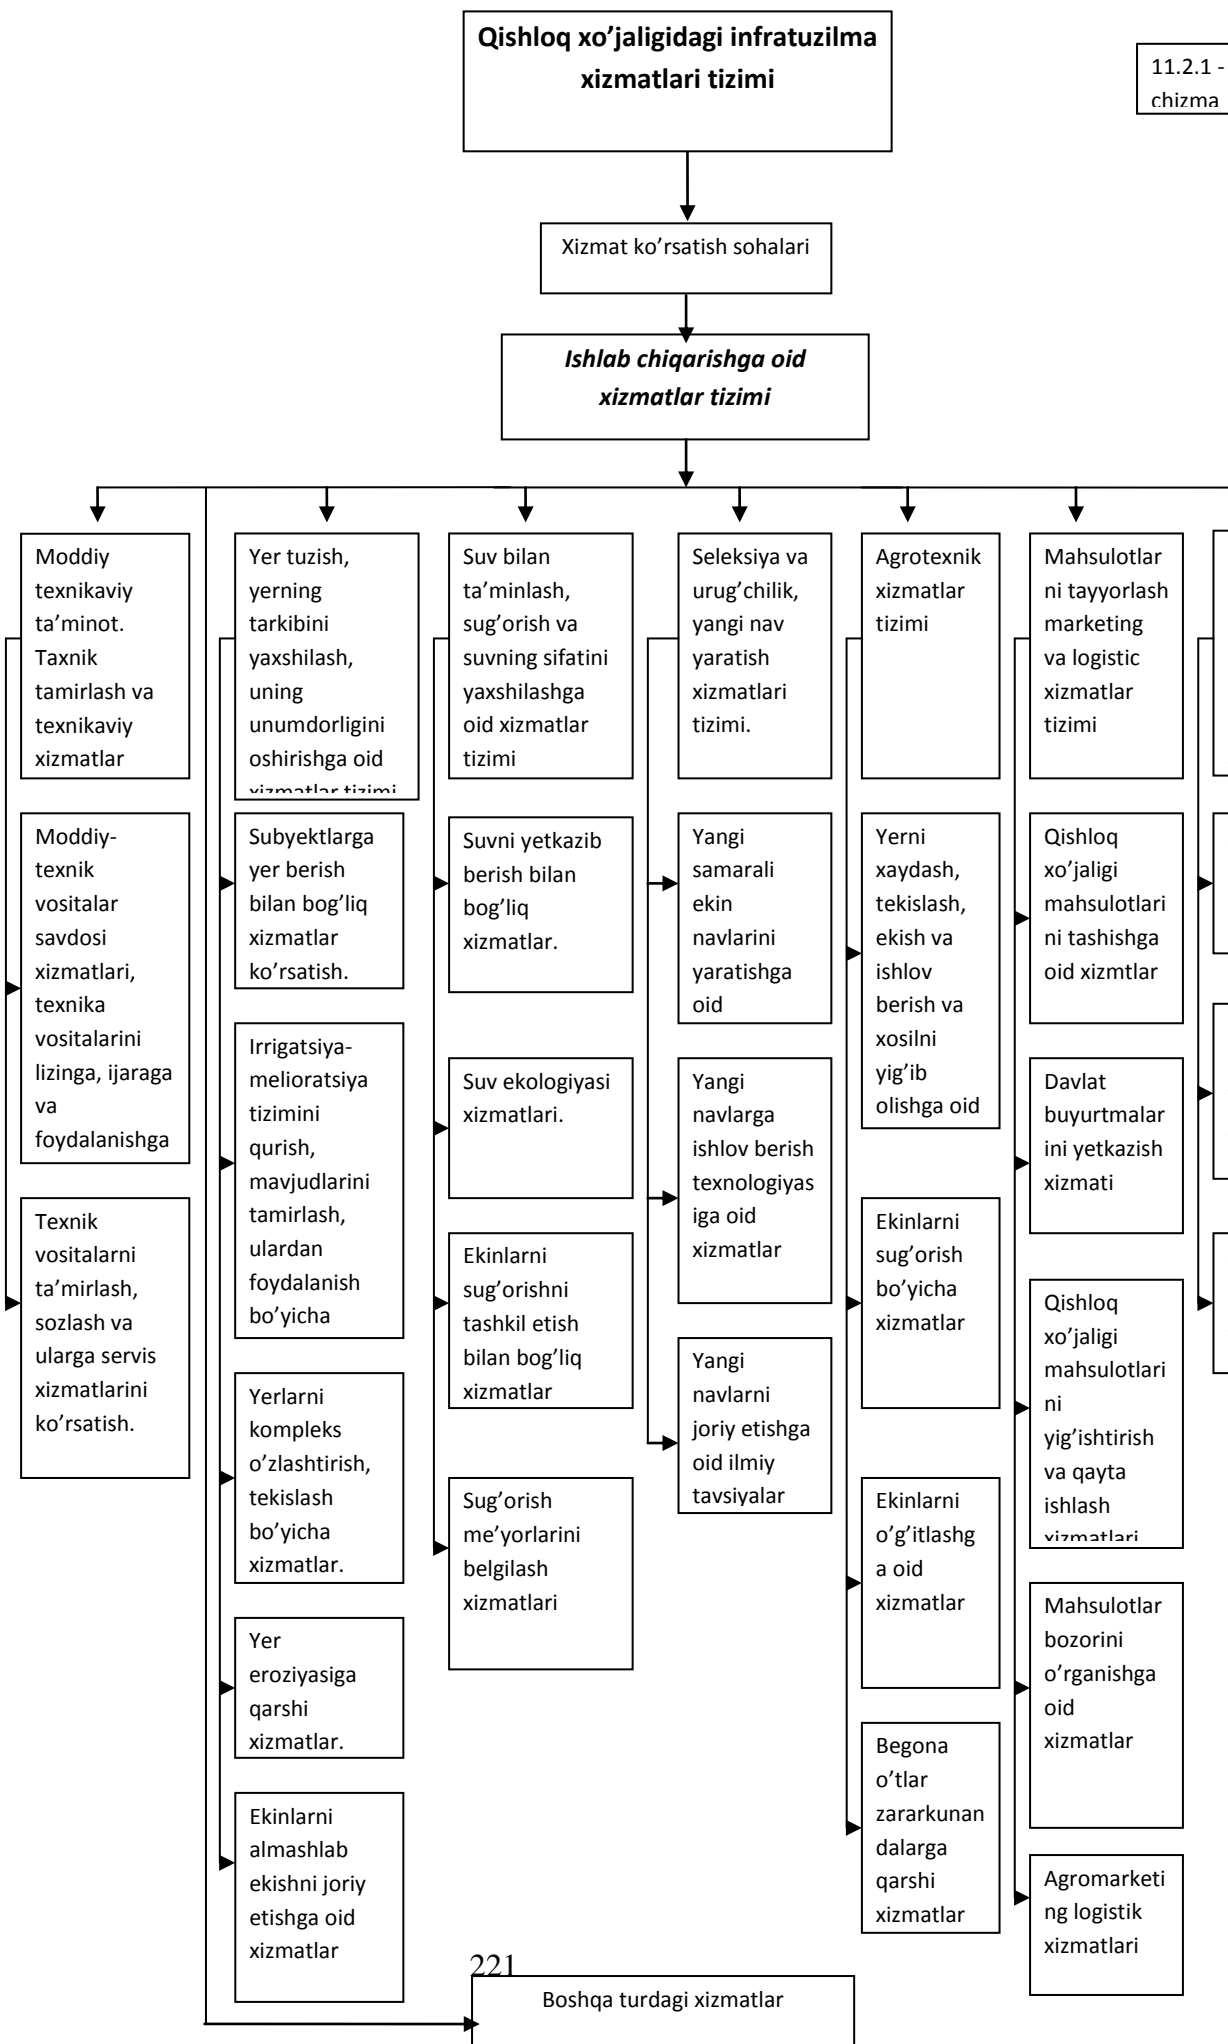 Qishloq xo’jaligidagi infratuzilma
xizmatlari tizimi
11.2.1 -
chizma
Xizmat ko’rsatish sohalari
Ishlab chiqarishga oid
xizmatlar tizimi
Moddiy
texnikaviy
ta’minot.
Taxnik
tamirlash va
texnikaviy
xizmatlar
Moddiy-
texnik
vositalar
savdosi
xizmatlari,
texnika
vositalarini
lizinga, ijaraga
va
foydalanishga
Texnik
vositalarni
ta’mirlash,
sozlash va
ularga servis
xizmatlarini
ko’rsatish.
Yer tuzish,
yerning
tarkibini
yaxshilash,
uning
unumdorligini
oshirishga oid
xizmatlar tizimi
Subyektlarga
yer berish
bilan bog’liq
xizmatlar
ko’rsatish.
Irrigatsiya-
melioratsiya
tizimini
qurish,
mavjudlarini
tamirlash,
ulardan
foydalanish
bo’yicha
Yerlarni
kompleks
o’zlashtirish,
tekislash
bo’yicha
xizmatlar.
Yer
eroziyasiga
qarshi
xizmatlar.
Ekinlarni
almashlab
ekishni joriy
etishga oid
xizmatlar
Suv bilan
ta’minlash,
sug’orish va
suvning sifatini
yaxshilashga
oid xizmatlar
tizimi
Suvni yetkazib
berish bilan
bog’liq
xizmatlar.
Suv ekologiyasi
xizmatlari.
Ekinlarni
sug’orishni
tashkil etish
bilan bog’liq
xizmatlar
Sug’orish
me’yorlarini
belgilash
xizmatlari
Seleksiya va
urug’chilik,
yangi nav
yaratish
xizmatlari
tizimi.
Yangi
samarali
ekin
navlarini
yaratishga
oid
Yangi
navlarga
ishlov berish
texnologiyas
iga oid
xizmatlar
Yangi
navlarni
joriy etishga
oid ilmiy
tavsiyalar
Agrotexnik
xizmatlar
tizimi
Yerni
xaydash,
tekislash,
ekish va
ishlov
berish va
xosilni
yig’ib
olishga oid
Ekinlarni
sug’orish
bo’yicha
xizmatlar
Ekinlarni
o’g’itlashg
a oid
xizmatlar
Begona
o’tlar
zararkunan
dalarga
qarshi
xizmatlar
Mahsulotlar
ni tayyorlash
marketing
va logistic
xizmatlar
tizimi
Qishloq
xo’jaligi
mahsulotlari
ni tashishga
oid xizmtlar
Davlat
buyurtmalar
ini yetkazish
xizmati
Qishloq
xo’jaligi
mahsulotlari
ni
yig’ishtirish
va qayta
ishlash
xizmatlari
Mahsulotlar
bozorini
o’rganishga
oid
xizmatlar
Agromarketi
ng logistik
xizmatlari
221
Boshqa turdagi xizmatlar